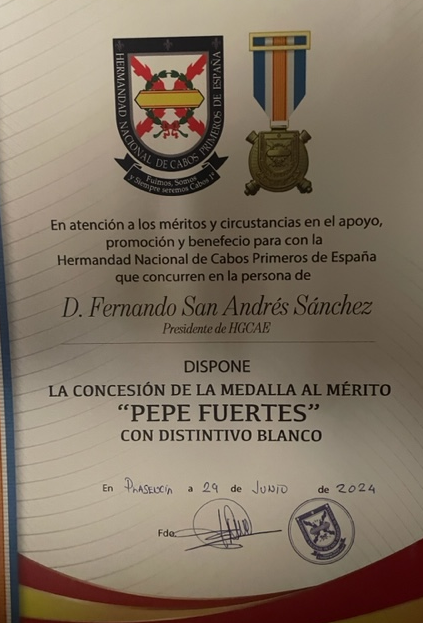 HERMANDAD NACIONAL DE CABOS PRIMEROS DE ESPAÑA
Fuimos, Somos
y Siempre seremos Cabos 1º
En atención a los méritos y circustancias en el apoyo,
promoción y benefecio para con la
Hermandad Nacional de Cabos Primeros de España
que concurren en la persona de
D. Fernando San Andrés Sánchez
Presidente de HGCAE
DISPONE
LA CONCESIÓN DE LA MEDALLA AL MÉRITO
“PEPE FUERTES”
CON DISTINTIVO BLANCO
En PLASENCIA a 29 de JUNIO de 2024
Fdo.